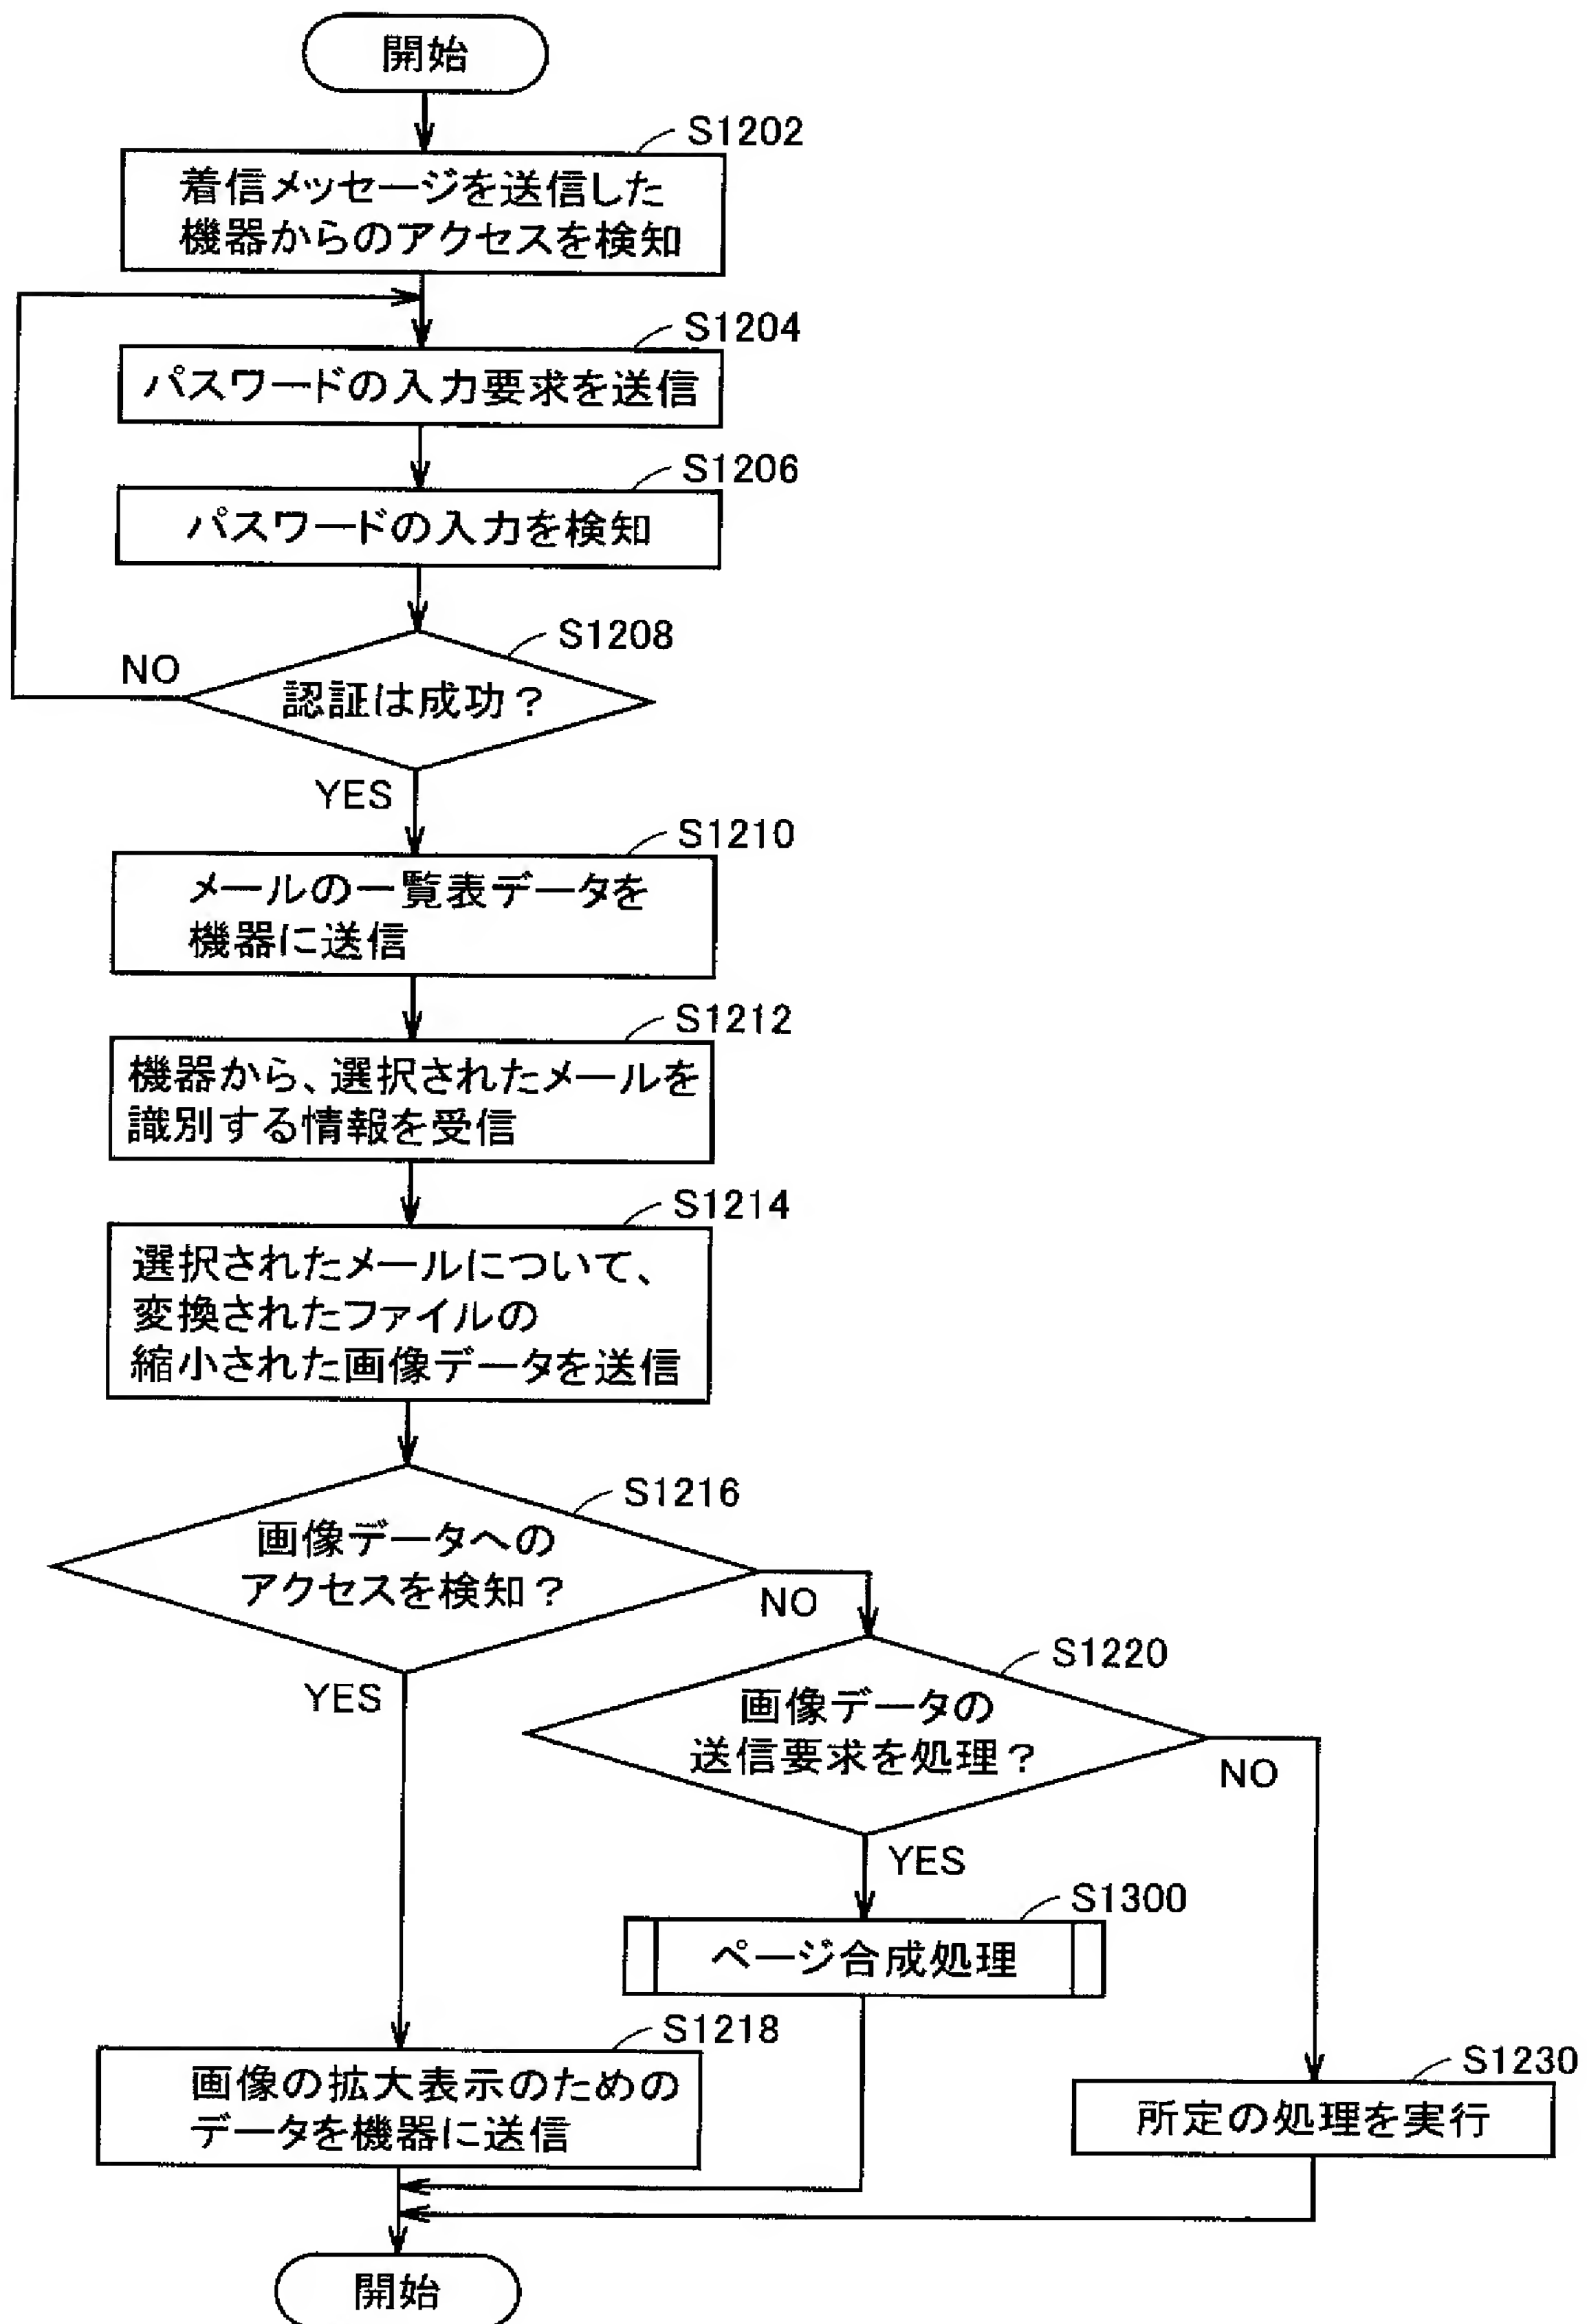 開始
S1202
着信メッセージを送信した
機器からのアクセスを検知
S1204
パスワードの入力要求を送信
S1206
パスワードの入力を検知
S1208
NO
認証は成功?
YES
S1210
メールの一覧表データを
機器に送信
S1212
機器から、選択されたメールを
識別する情報を受信
S1214
選択されたメールについて、
変換されたファイルの
縮小された画像データを送信
S1216
画像データへの
アクセスを検知?
NO
YES
S1220
画像データの
送信要求を処理?
NO
YES
S1300
ページ合成処理
S1218
画像の拡大表示のための
データを機器に送信
S1230
所定の処理を実行
開始